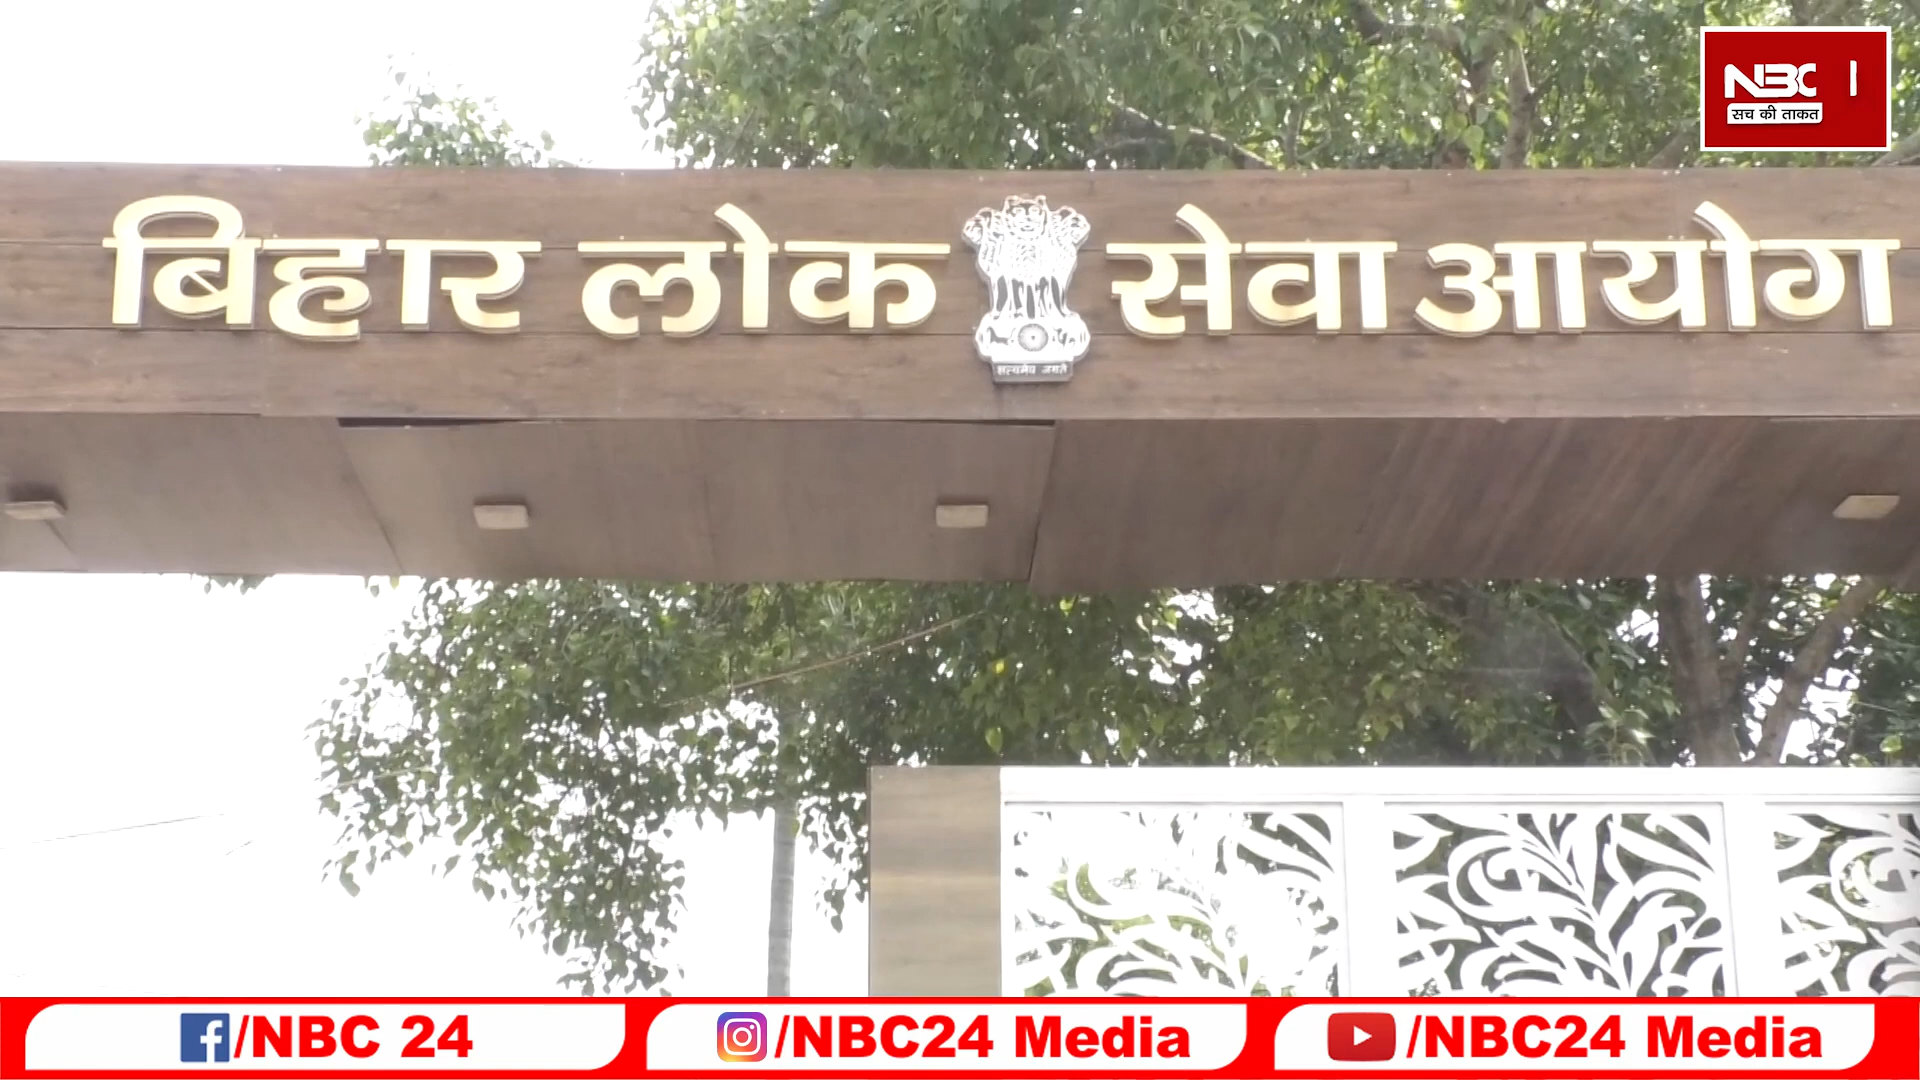 NBC
सच की ताकत
बिहार लोक सेवा आयोग
सत्यमेव जयते
/NBC 24
/NBC24 Media
/NBC24 Media